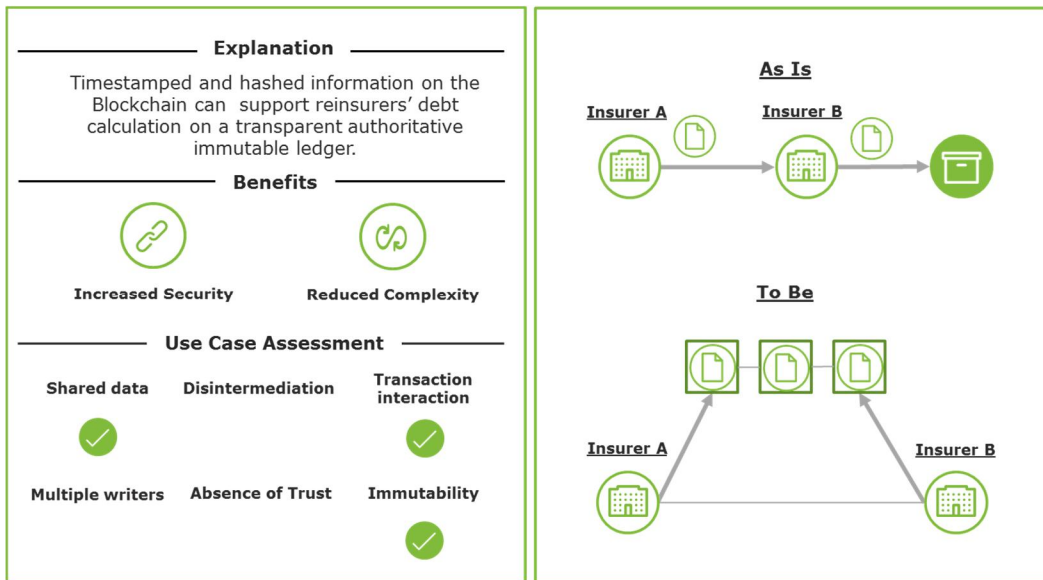 Explanation
Timestamped and hashed information on the
Blockchain can support reinsurers’ debt
calculation on a transparent authoritative
immutable ledger.
Benefits
Increased Security
Reduced Complexity
Use Case Assessment
Shared data
Disintermediation
Transaction
interaction
Multiple writers
Absence of Trust
Immutability
As Is
Insurer A
Insurer B
To Be
Insurer A
Insurer B